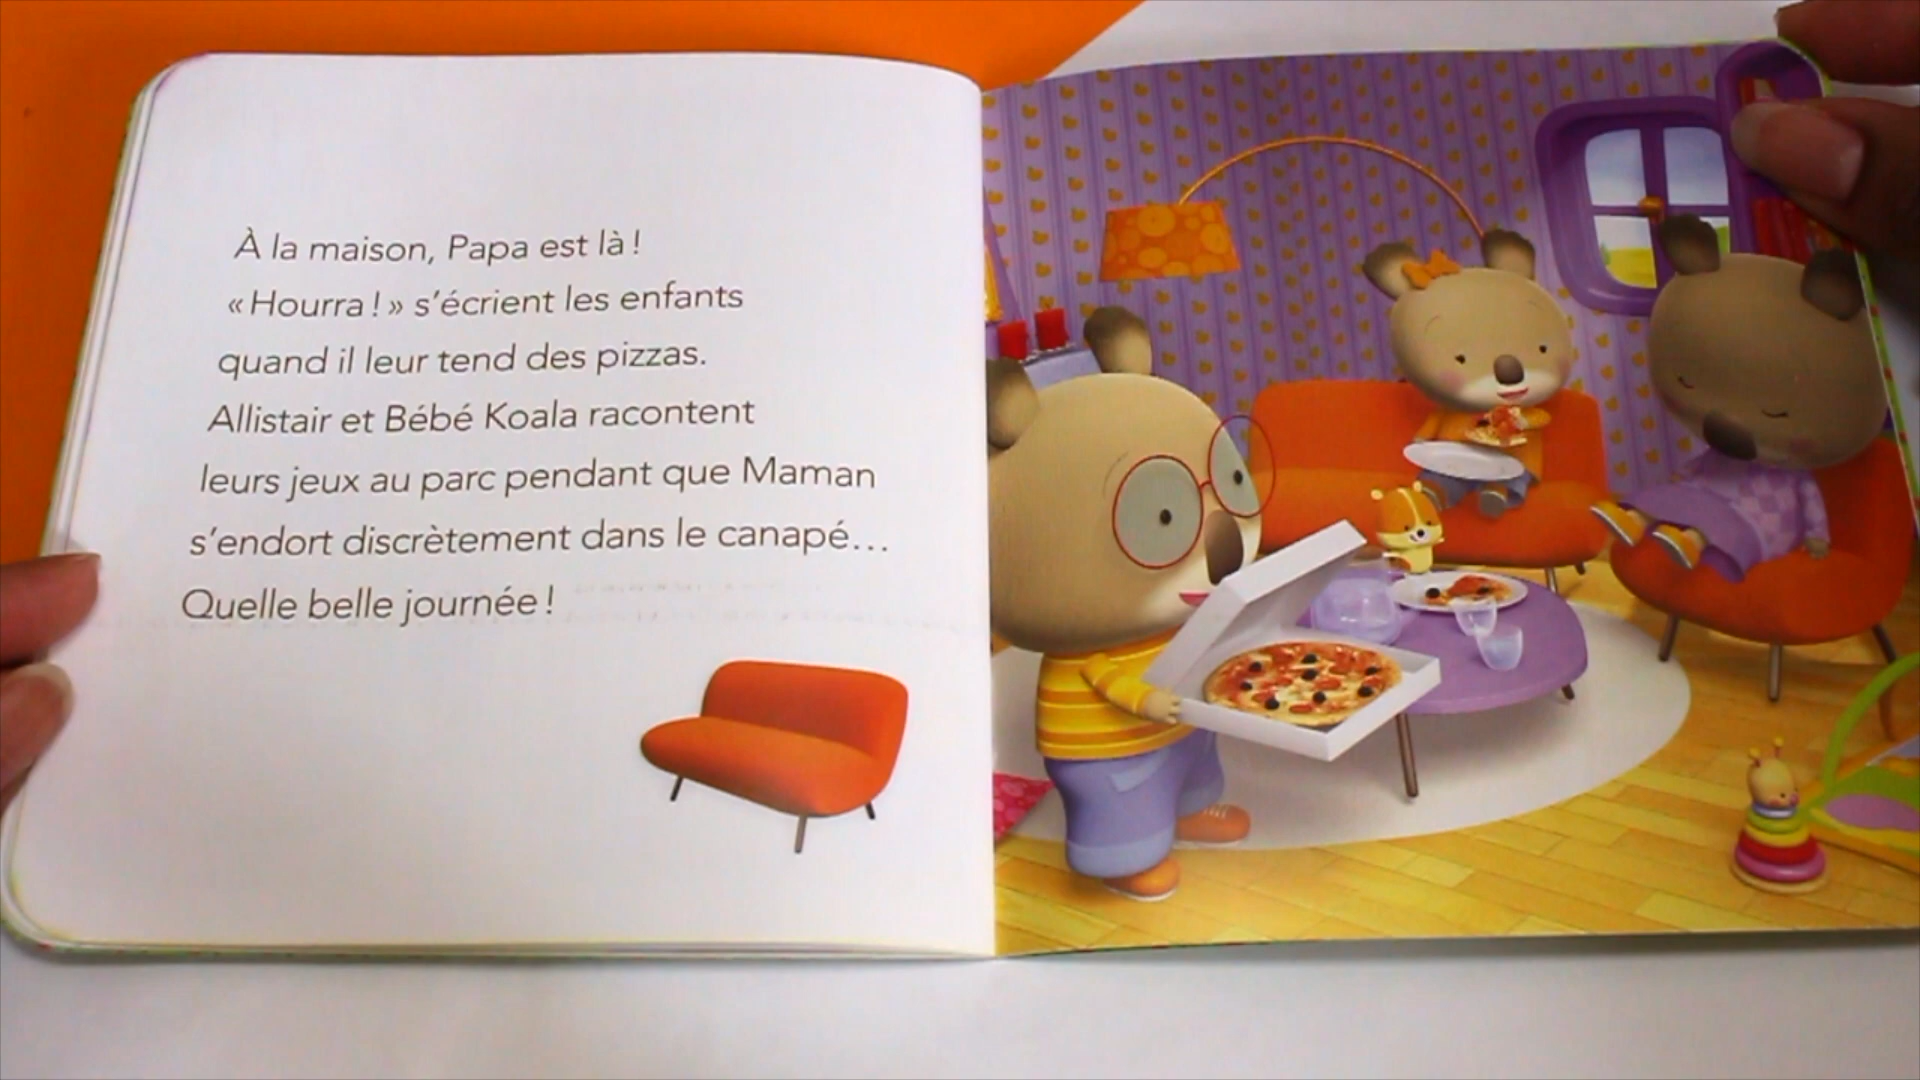 À la maison, Papa est là !
« Hourra ! » s'écrient les enfants
quand il leur tend des pizzas.
Allistair et Bébé Koala racontent
leurs jeux au parc pendant que Maman
s'endort discrètement dans le canapé...
Quelle belle journée !